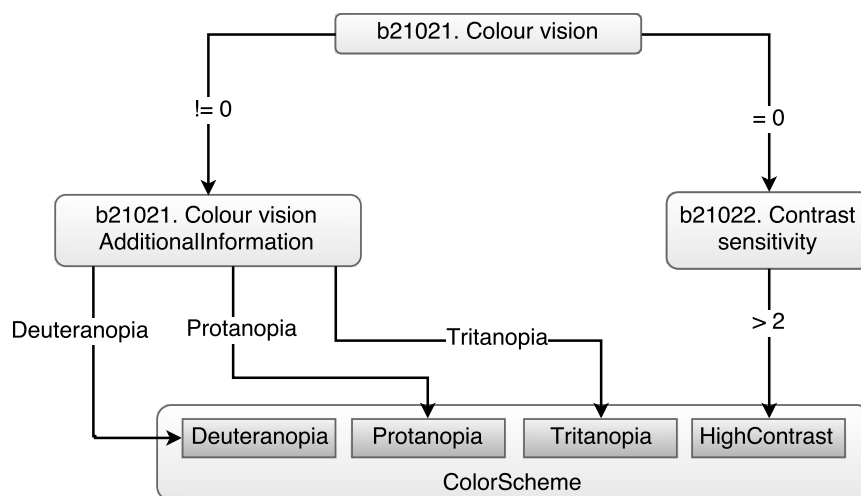 b21021. Colour vision
!= 0
= 0
b21021. Colour vision
AdditionalInformation
b21022. Contrast
sensitivity
Deuteranopia
Protanopia
Tritanopia
> 2
Deuteranopia
Protanopia
Tritanopia
HighContrast
ColorScheme